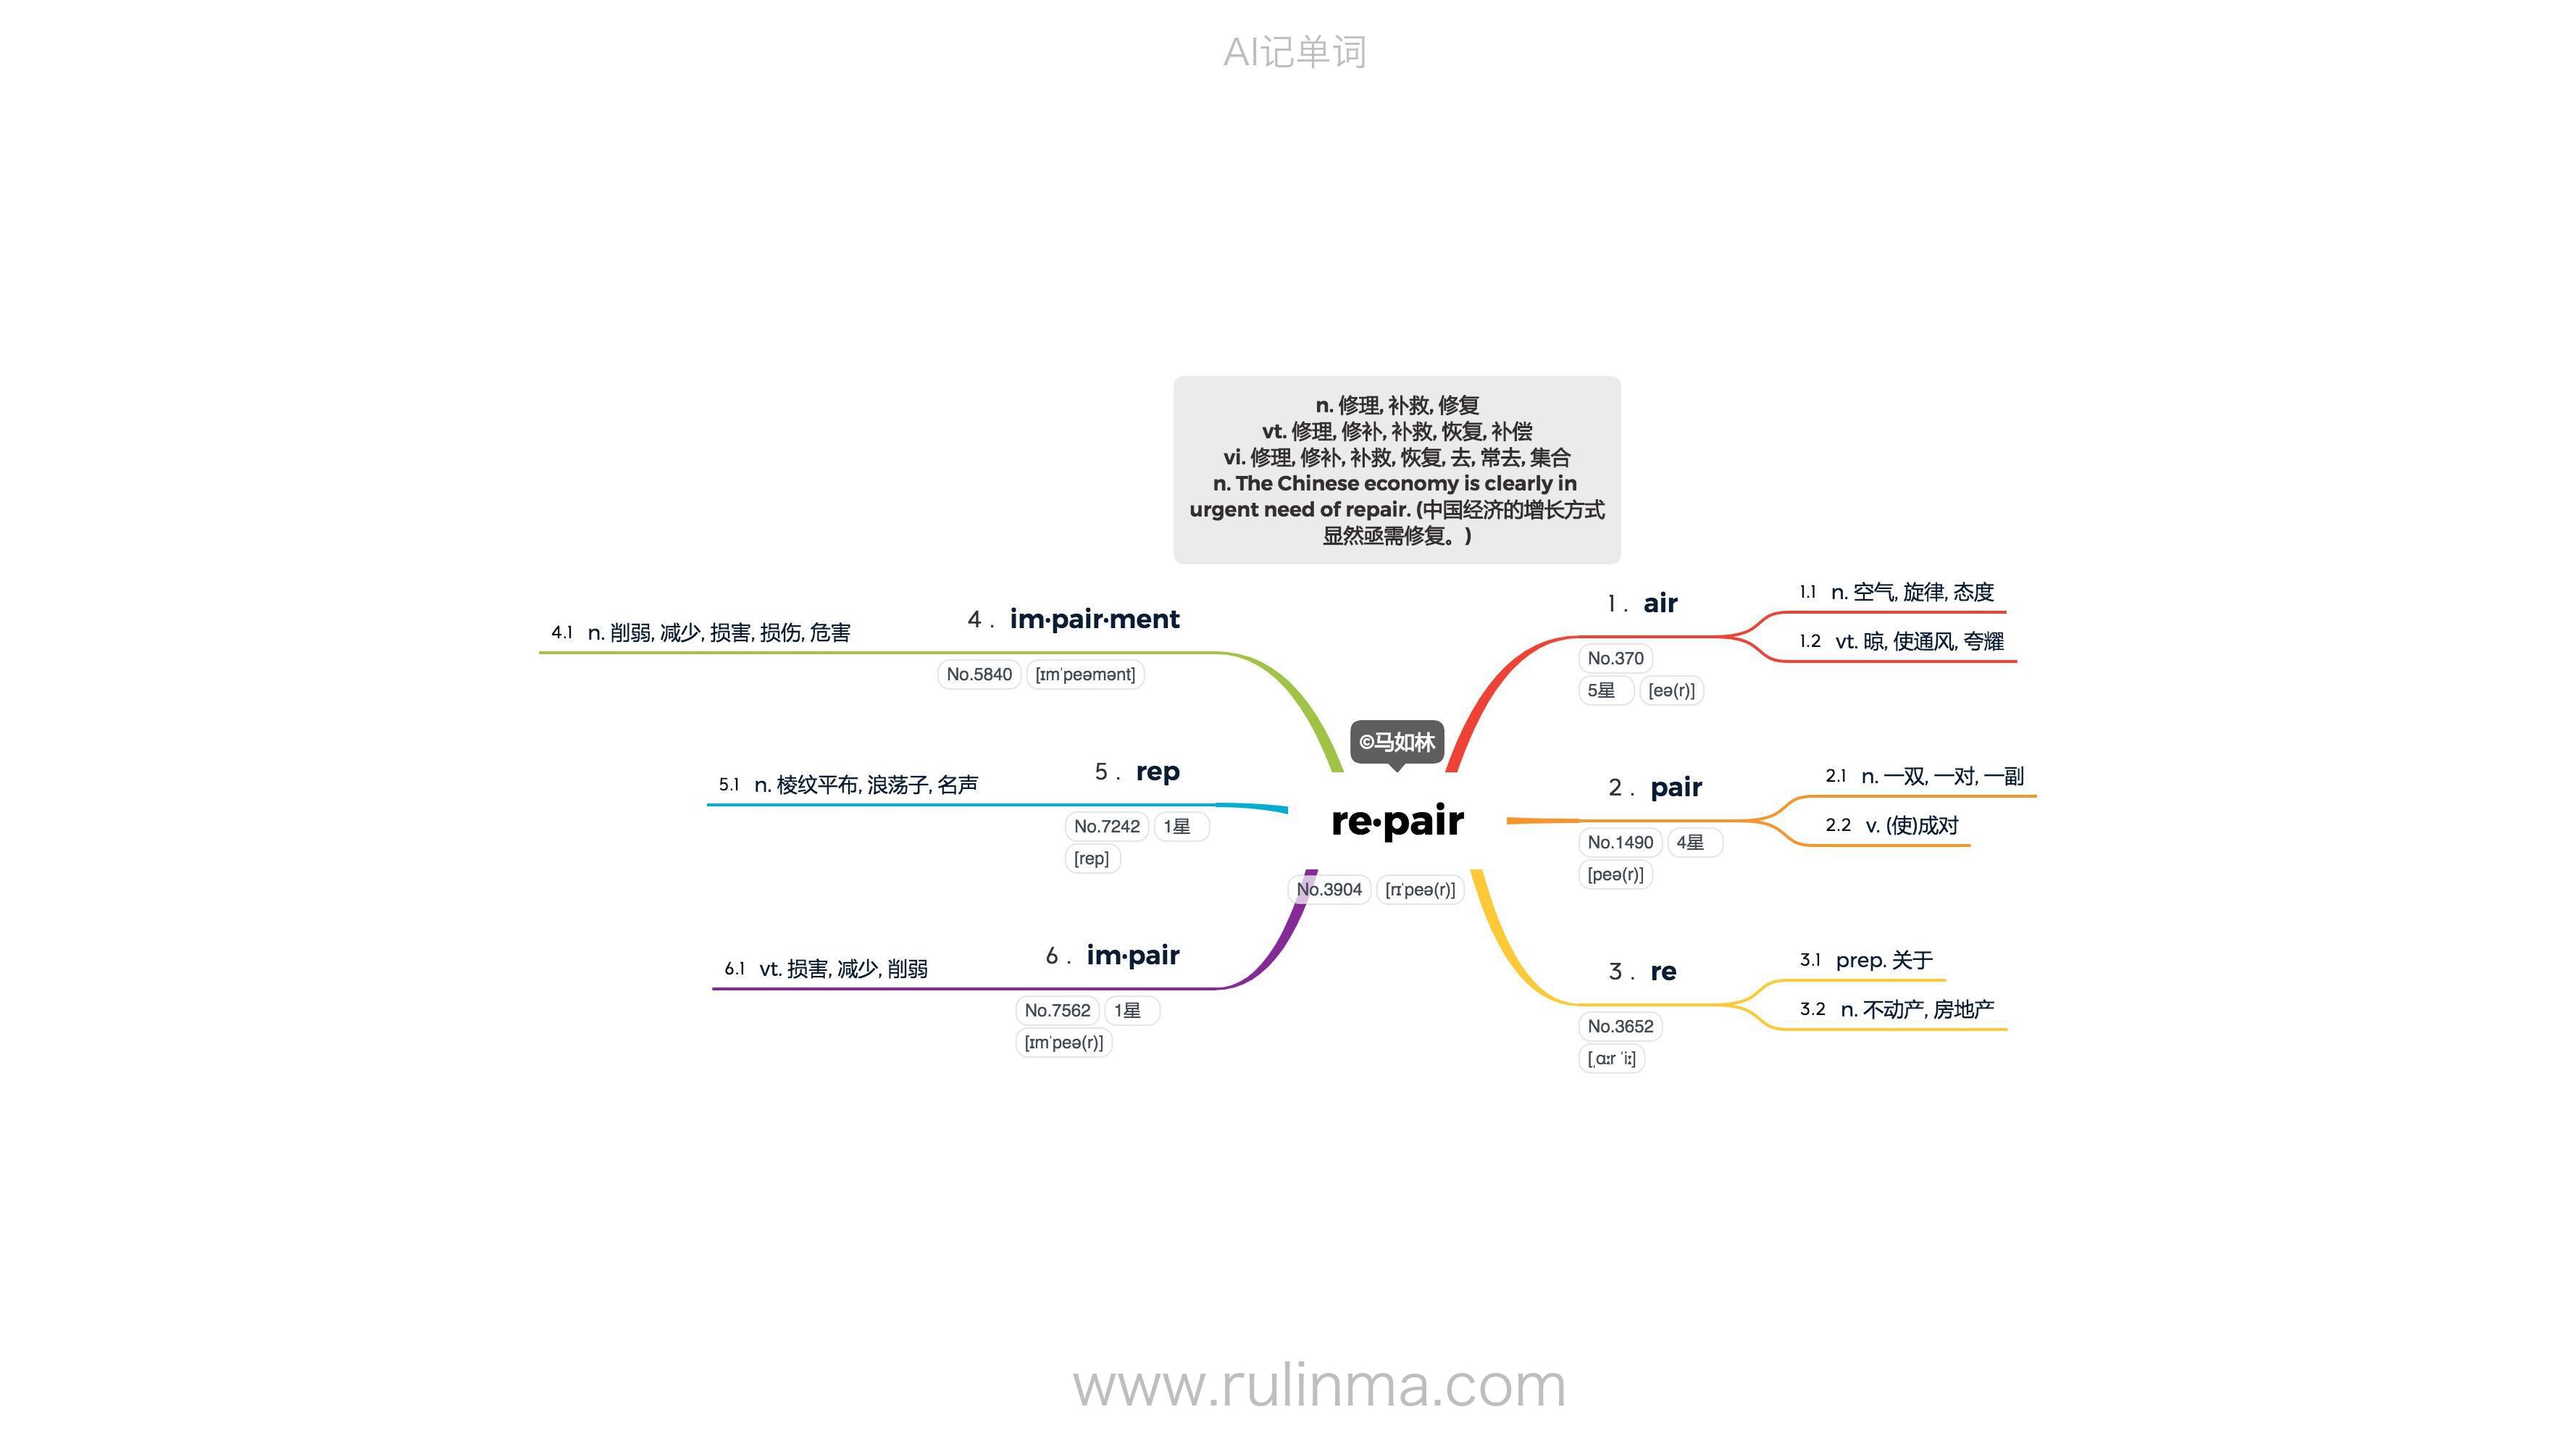 AI记单词
n. 修理, 补救, 修复
vt. 修理, 修补, 补救, 恢复, 补偿
vi. 修理, 修补, 补救, 恢复, 去, 常去, 集合
n. The Chinese economy is clearly in
urgent need of repair. (中国经济的增长方式
显然亟需修复。)
©马如林
re·pair
No.3904 [rɪˈpeə(r)]
1. air
No.370
5星 [eə(r)]
1.1 n. 空气, 旋律, 态度
1.2 vt. 晾, 使通风, 夸耀
2. pair
No.1490 4星
[peə(r)]
2.1 n. 一双, 一对, 一副
2.2 v. (使)成对
3. re
No.3652
[ˌɑːr ˈiː]
3.1 prep. 关于
3.2 n. 不动产, 房地产
4. im·pair·ment
No.5840 [ɪmˈpeəmənt]
4.1 n. 削弱, 减少, 损害, 损伤, 危害
5. rep
No.7242 1星
[rep]
5.1 n. 棱纹平布, 浪荡子, 名声
6. im·pair
No.7562 1星
[ɪmˈpeə(r)]
6.1 vt. 损害, 减少, 削弱
www.rulinma.com